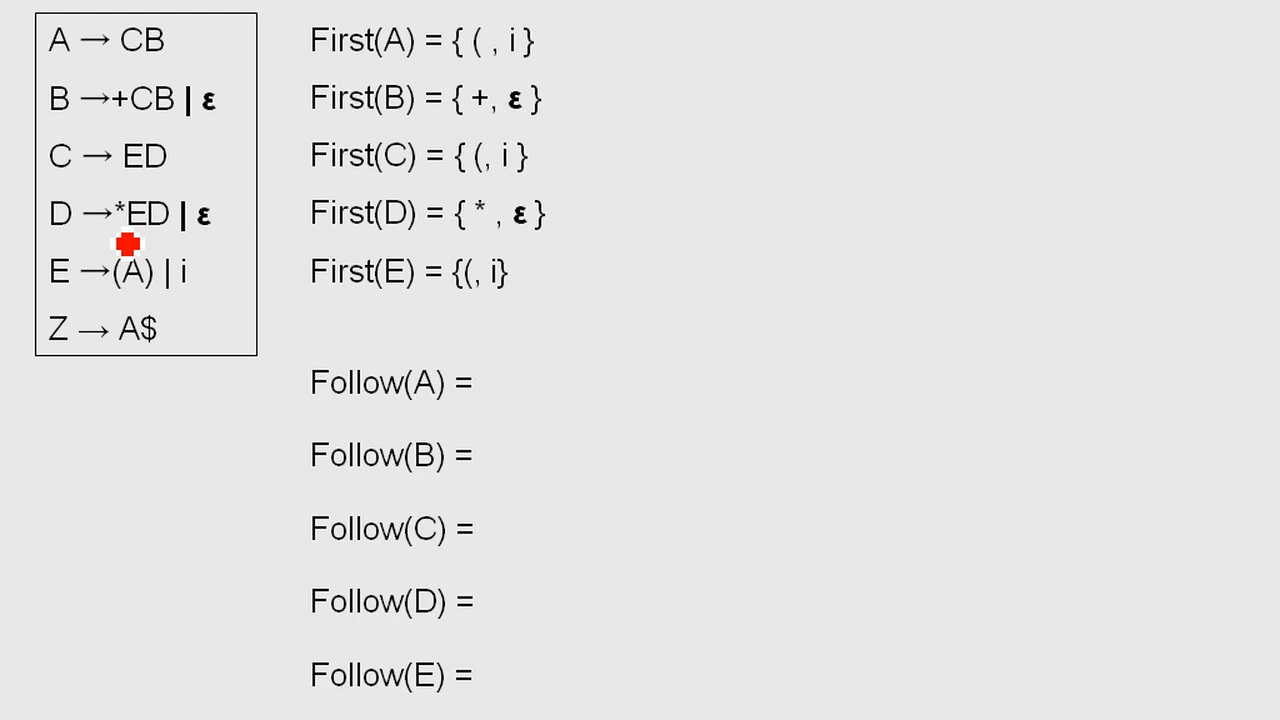 A → CB
B →+CB | ε
C → ED
D →*ED | ε
E →(A) | i
Z → A$
First(A) = { ( , i }
First(B) = { +, ε }
First(C) = { (, i }
First(D) = { * , ε }
First(E) = {(, i}
Follow(A) =
Follow(B) =
Follow(C) =
Follow(D) =
Follow(E) =